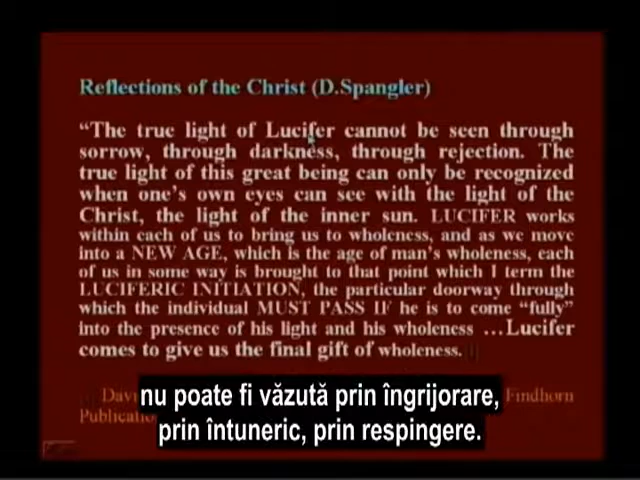 Reflections of the Christ (D.Spangler)
“The true light of Lucifer cannot be seen through
sorrow, through darkness, through rejection. The
true light of this great being can only be recognized
when one’s own eyes can see with the light of the
Christ, the light of the inner sun. LUCIFER works
within each of us to bring us to wholeness, and as we move
into a NEW AGE, which is the age of man’s wholeness, each
of us in some way is brought to that point which I term the
LUCIFERIC INITIATION, the particular doorway through
which the individual MUST PASS IF he is to come “fully”
into the presence of his light and his wholeness …Lucifer
comes to give us the final gift of wholeness.
Findhorn
nu poate fi văzută prin îngrijorare,
prin întuneric, prin respingere.